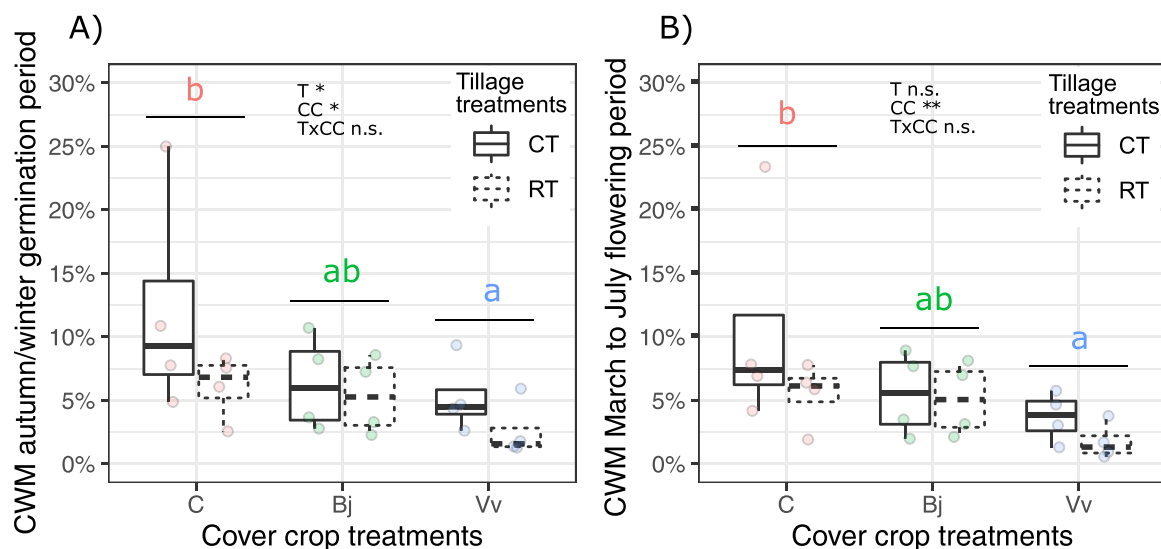 A)
CWM autumn/winter germination period
30%
25%
20%
15%
10%
5%
0%
b
T *
CC *
TxCC n.s.
Tillage
treatments
CT
RT
ab
a
C
Bj
Vv
Cover crop treatments
B)
CWM March to July flowering period
30%
25%
20%
15%
10%
5%
0%
b
T n.s.
CC **
TxCC n.s.
Tillage
treatments
CT
RT
ab
a
C
Bj
Vv
Cover crop treatments